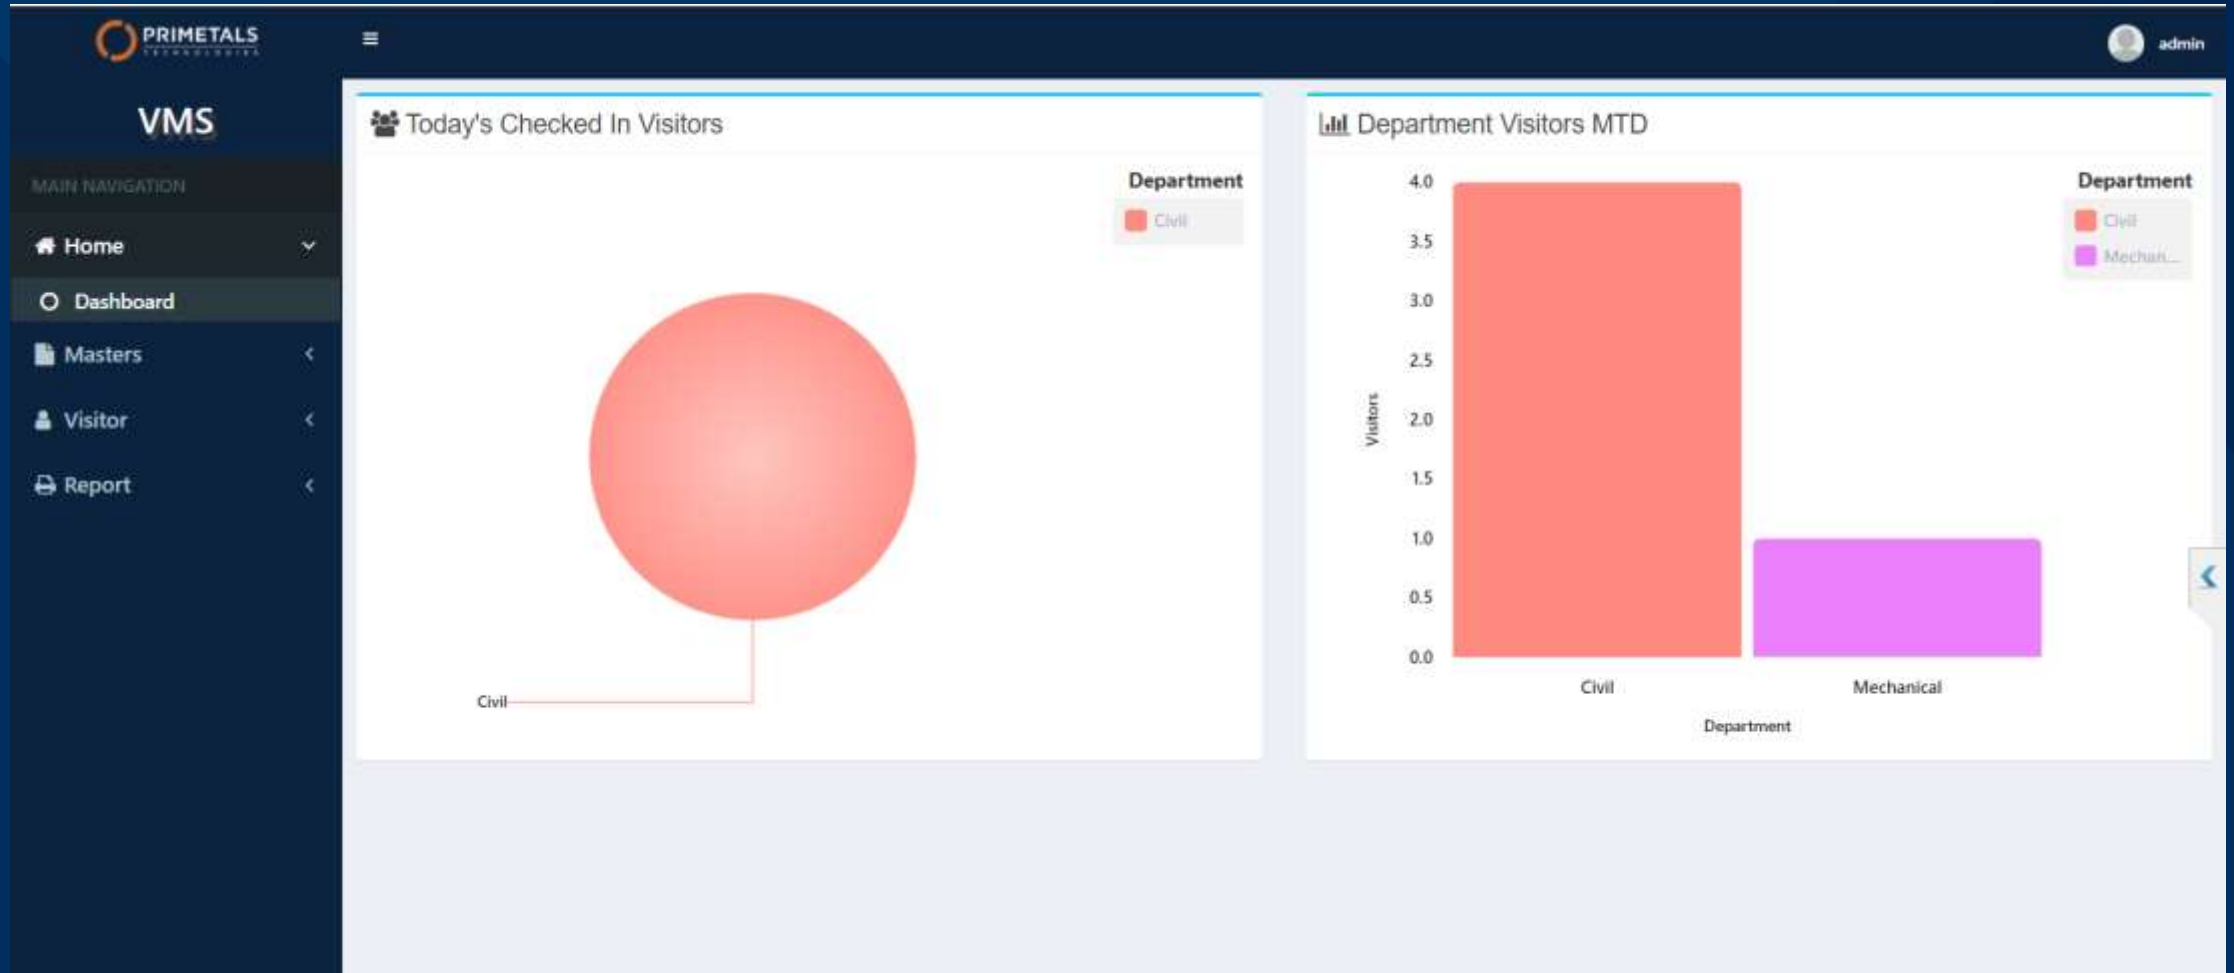 PRIMETALS
TECHNOLOGIES
admin
VMS
MAIN NAVIGATION
Home
Dashboard
Masters
Visitor
Report
Today's Checked In Visitors
Department
Civil
Civil
Department Visitors MTD
Department
Civil
Mechan...
4.0
3.5
3.0
2.5
2.0
1.5
1.0
0.5
0.0
Visitors
Civil
Mechanical
Department